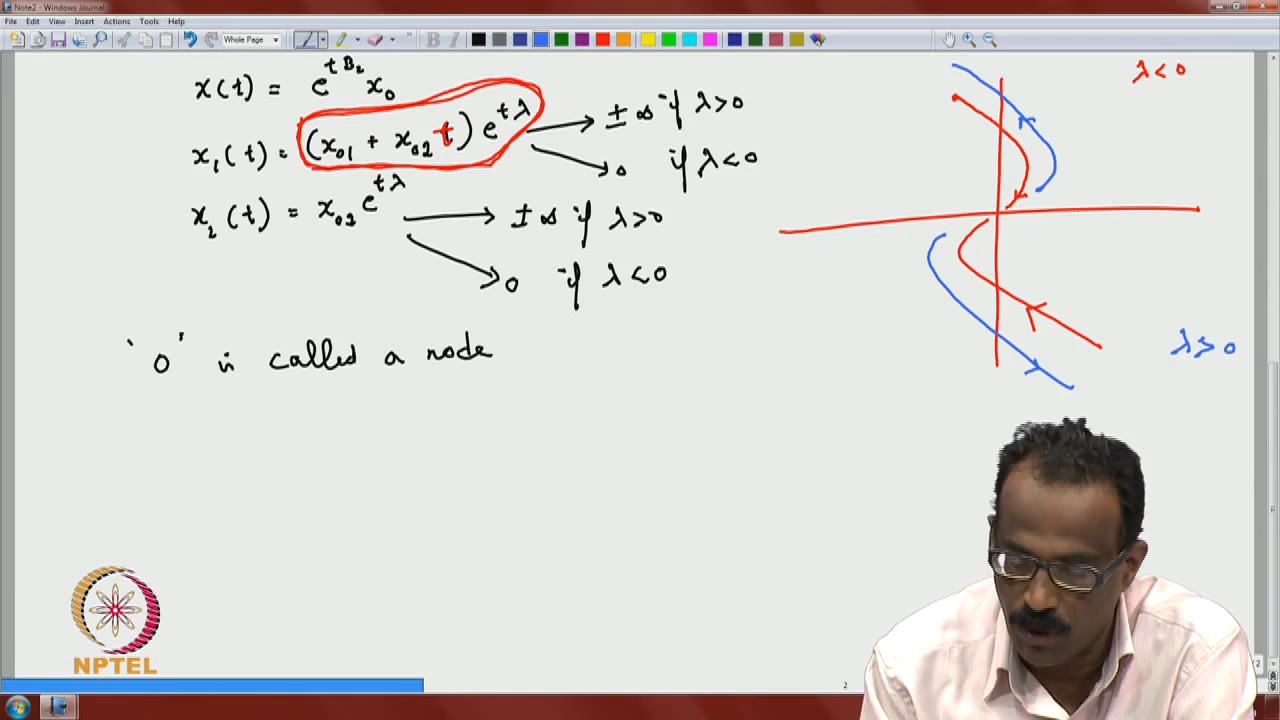 Note2 - Windows Journal
File Edit View Insert Actions Tools Help
Whole Page
B I
x(t) = e^{tB_2} x_0
x_1(t) = (x_{01} + x_{02} t) e^{tλ} → ± ∞ if λ > 0
→ 0 if λ < 0
x_2(t) = x_{02} e^{tλ} → ± ∞ if λ > 0
→ 0 if λ < 0
'0' is called a node
λ < 0
λ > 0
NPTEL
2